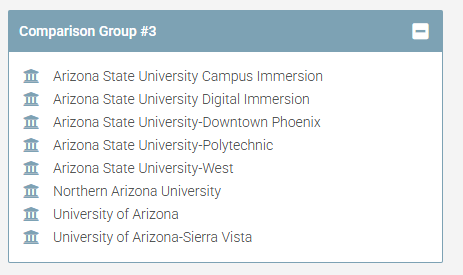 Comparison Group #3
Arizona State University Campus Immersion
Arizona State University Digital Immersion
Arizona State University-Downtown Phoenix
Arizona State University-Polytechnic
Arizona State University-West
Northern Arizona University
University of Arizona
University of Arizona-Sierra Vista